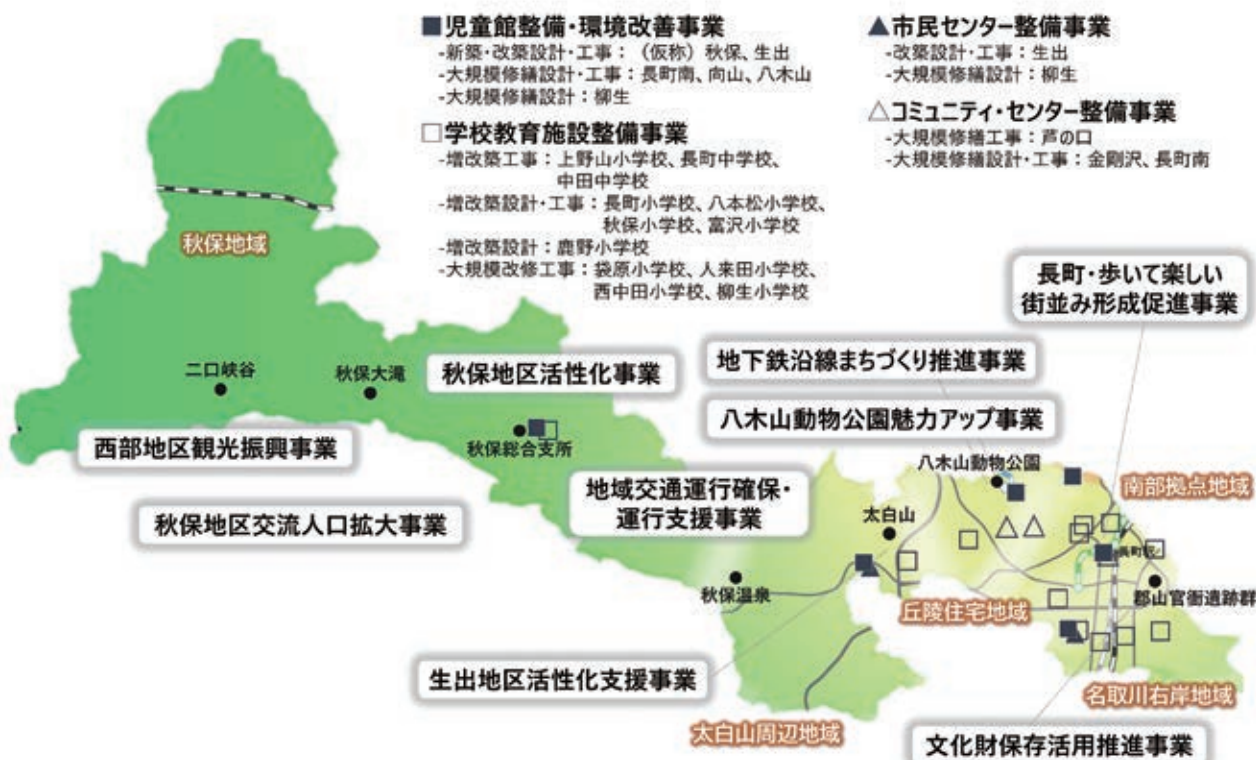 ■児童館整備・環境改善事業
-新築・改築設計・工事：（仮称）秋保、生出
-大規模修繕設計・工事：長町南、向山、八木山
-大規模修繕設計：柳生
□学校教育施設整備事業
-増改築工事：上野山小学校、長町中学校、
中田中学校
-増改築設計・工事：長町小学校、八本松小学校、
秋保小学校、富沢小学校
-増改築設計：鹿野小学校
-大規模改修工事：袋原小学校、人来田小学校、
西中田小学校、柳生小学校
▲市民センター整備事業
-改築設計・工事：生出
-大規模修繕設計：柳生
△コミュニティ・センター整備事業
-大規模修繕工事：芦の口
-大規模修繕設計・工事：金剛沢、長町南
秋保地域
長町・歩いて楽しい
街並み形成促進事業
地下鉄沿線まちづくり推進事業
二口峡谷
秋保大滝
秋保地区活性化事業
八木山動物公園魅力アップ事業
西部地区観光振興事業
秋保総合支所
八木山動物公園
南部拠点地域
地域交通運行確保・
運行支援事業
秋保地区交流人口拡大事業
太白山
長町駅
秋保温泉
郡山官衙遺跡群
丘陵住宅地域
生出地区活性化支援事業
名取川右岸地域
太白山周辺地域
文化財保存活用推進事業